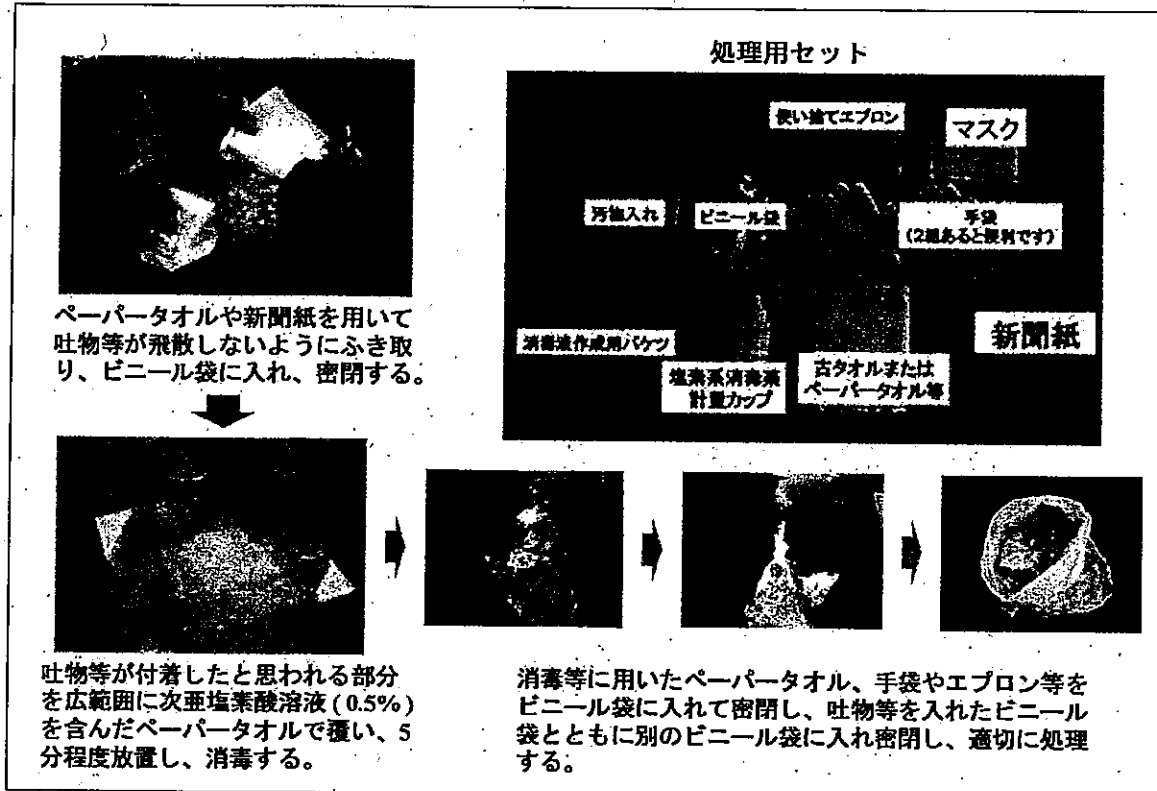 処理用セット
使い捨てエプロン
マスク
汚物入れ
ビニール袋
手袋
(2組あると便利です)
消毒液作成用バケツ
塩素系消毒薬
計量カップ
古タオルまたは
ペーパータオル等
新聞紙
ペーパータオルや新聞紙を用いて
吐物等が飛散しないようにふき取
り、ビニール袋に入れ、密閉する。
吐物等が付着したと思われる部分
を広範囲に次亜塩素酸溶液(0.5%)
を含んだペーパータオルで覆い、5
分程度放置し、消毒する。
消毒等に用いたペーパータオル、手袋やエプロン等を
ビニール袋に入れて密閉し、吐物等を入れたビニール
袋とともに別のビニール袋に入れ密閉し、適切に処理
する。